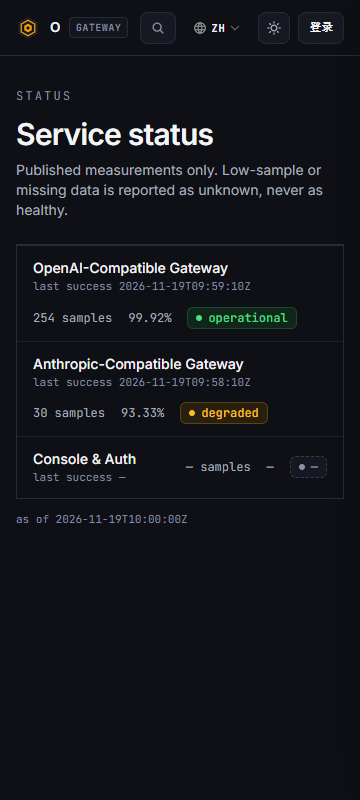 O GATEWAY ZH 登录
STATUS
Service status
Published measurements only. Low-sample or
missing data is reported as unknown, never as
healthy.
OpenAI-Compatible Gateway
last success 2026-11-19T09:59:10Z
254 samples 99.92% operational
Anthropic-Compatible Gateway
last success 2026-11-19T09:58:10Z
30 samples 93.33% degraded
Console & Auth
last success —
— samples — —
as of 2026-11-19T10:00:00Z